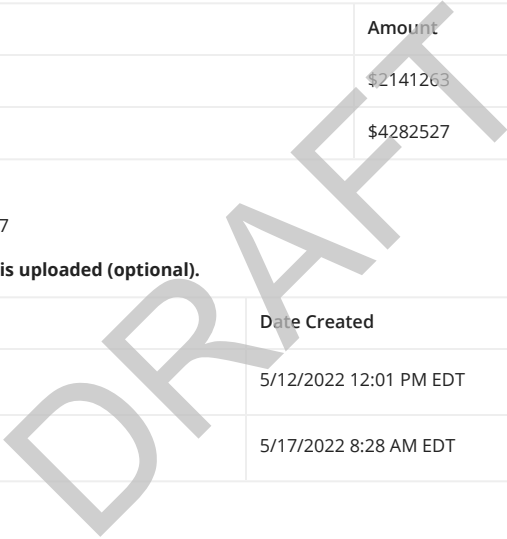 Amount
$2141263
$4282527
7
is uploaded (optional).
Date Created
5/12/2022 12:01 PM EDT
5/17/2022 8:28 AM EDT
DRAFT